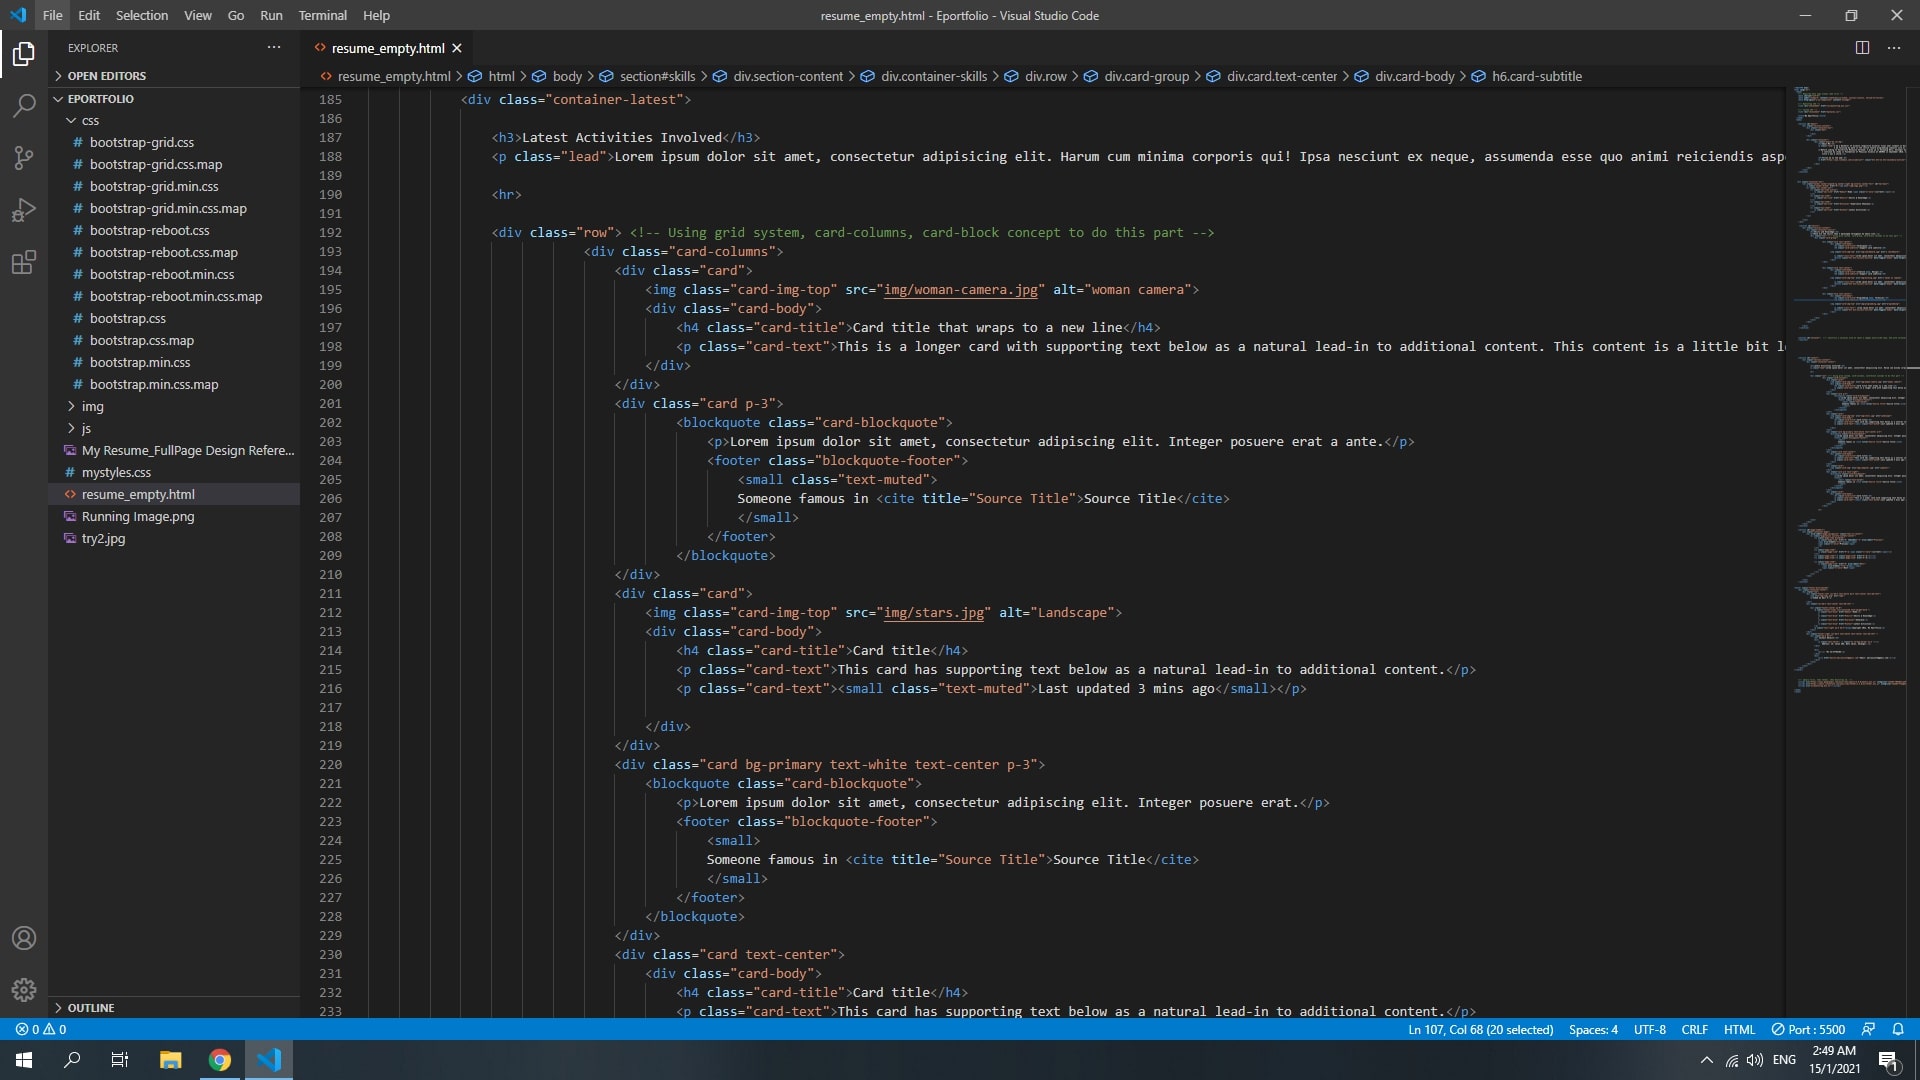 File Edit Selection View Go Run Terminal Help
resume_empty.html - Eportfolio - Visual Studio Code
EXPLORER
OPEN EDITORS
EPORTFOLIO
css
# bootstrap-grid.css
# bootstrap-grid.css.map
# bootstrap-grid.min.css
# bootstrap-grid.min.css.map
# bootstrap-reboot.css
# bootstrap-reboot.css.map
# bootstrap-reboot.min.css
# bootstrap-reboot.min.css.map
# bootstrap.css
# bootstrap.css.map
# bootstrap.min.css
# bootstrap.min.css.map
img
js
My Resume_FullPage Design Refere...
# mystyles.css
<> resume_empty.html
Running Image.png
try2.jpg
OUTLINE
<> resume_empty.html
<> resume_empty.html > html > body > section#skills > div.section-content > div.container-skills > div.row > div.card-group > div.card.text-center > div.card-body > h6.card-subtitle
185 <div class="container-latest">
186
187 <h3>Latest Activities Involved</h3>
188 <p class="lead">Lorem ipsum dolor sit amet, consectetur adipisicing elit. Harum cum minima corporis qui! Ipsa nesciunt ex neque, assumenda esse quo animi reiciendis asp
189
190 <hr>
191
192 <div class="row"> <!-- Using grid system, card-columns, card-block concept to do this part -->
193 <div class="card-columns">
194 <div class="card">
195 <img class="card-img-top" src="img/woman-camera.jpg" alt="woman camera">
196 <div class="card-body">
197 <h4 class="card-title">Card title that wraps to a new line</h4>
198 <p class="card-text">This is a longer card with supporting text below as a natural lead-in to additional content. This content is a little bit l
199 </div>
200 </div>
201 <div class="card p-3">
202 <blockquote class="card-blockquote">
203 <p>Lorem ipsum dolor sit amet, consectetur adipiscing elit. Integer posuere erat a ante.</p>
204 <footer class="blockquote-footer">
205 <small class="text-muted">
206 Someone famous in <cite title="Source Title">Source Title</cite>
207 </small>
208 </footer>
209 </blockquote>
210 </div>
211 <div class="card">
212 <img class="card-img-top" src="img/stars.jpg" alt="Landscape">
213 <div class="card-body">
214 <h4 class="card-title">Card title</h4>
215 <p class="card-text">This card has supporting text below as a natural lead-in to additional content.</p>
216 <p class="card-text"><small class="text-muted">Last updated 3 mins ago</small></p>
217
218 </div>
219 </div>
220 <div class="card bg-primary text-white text-center p-3">
221 <blockquote class="card-blockquote">
222 <p>Lorem ipsum dolor sit amet, consectetur adipiscing elit. Integer posuere erat.</p>
223 <footer class="blockquote-footer">
224 <small>
225 Someone famous in <cite title="Source Title">Source Title</cite>
226 </small>
227 </footer>
228 </blockquote>
229 </div>
230 <div class="card text-center">
231 <div class="card-body">
232 <h4 class="card-title">Card title</h4>
233 <p class="card-text">This card has supporting text below as a natural lead-in to additional content.</p>
0 0
Ln 107, Col 68 (20 selected) Spaces: 4 UTF-8 CRLF HTML Port : 5500
ENG
2:49 AM
15/1/2021
1